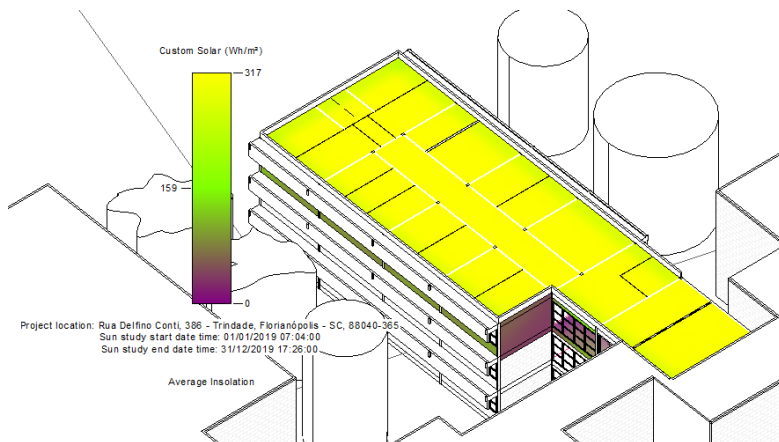 Custom Solar (Wh/m²)
317
159
0
Project location: Rua Delfino Conti, 386 - Trindade, Florianópolis - SC, 88040-365
Sun study start date time: 01/01/2019 07:04:00
Sun study end date time: 31/12/2019 17:26:00
Average Insolation